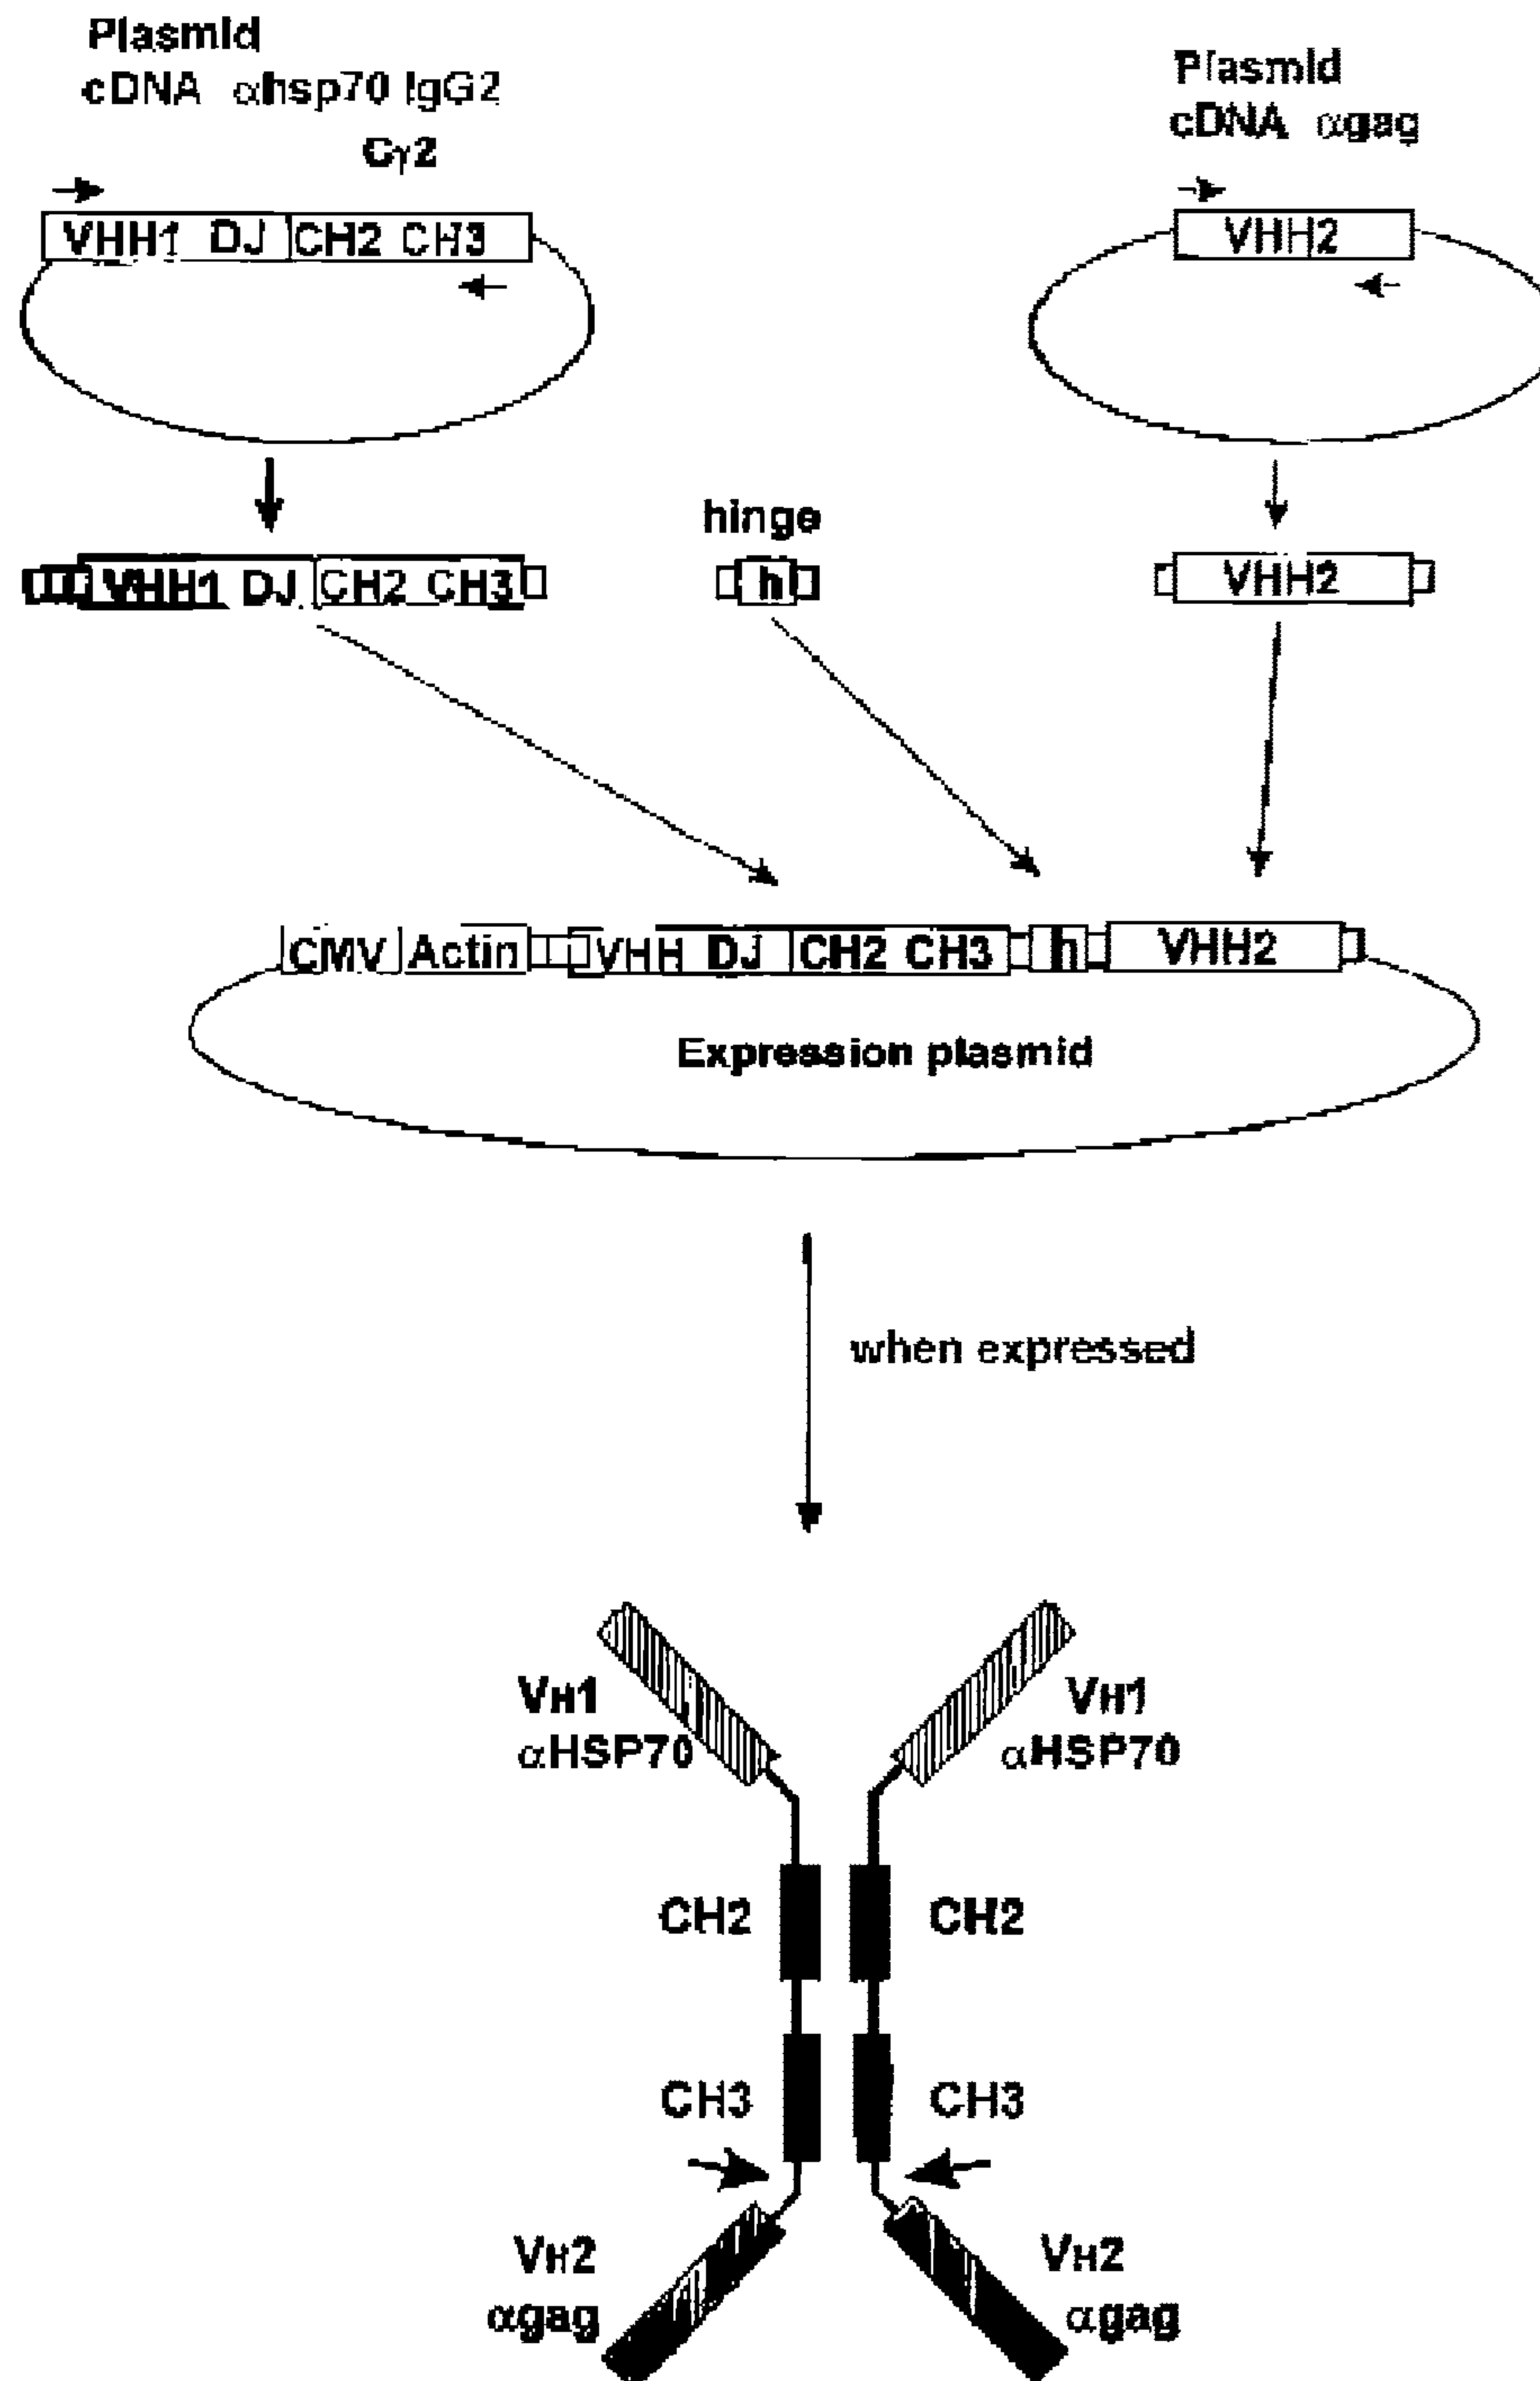 Plasmid
cDNA αhsp70 IgG2
Cγ2
VHH1 DJ CH2 CH3
Plasmid
cDNA αgag
VHH2
VHH1 DJ CH2 CH3
hinge
h
VHH2
CMV Actin VHH DJ CH2 CH3 h VHH2
Expression plasmid
when expressed
VH1
αHSP70
VH1
αHSP70
CH2 CH2
CH3 CH3
VH2
αgag
VH2
αgag